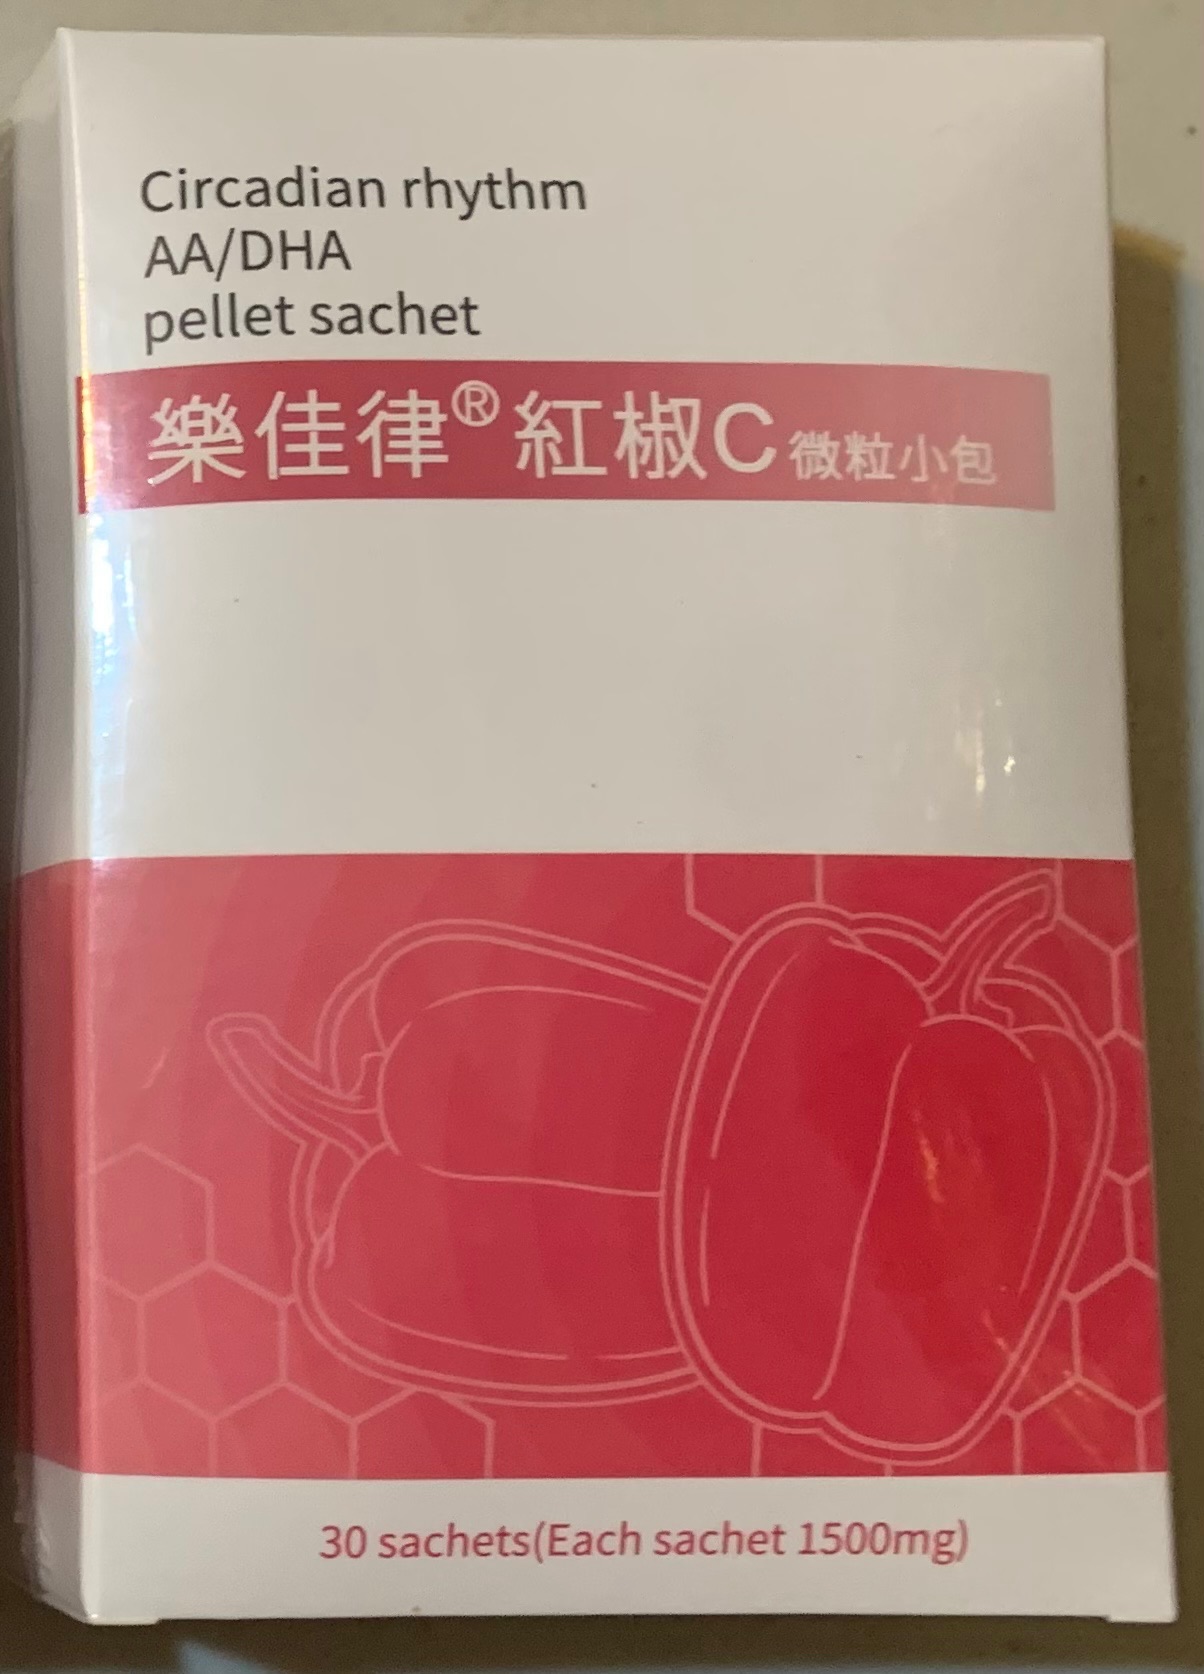 Circadian rhythm
AA/DHA
pellet sachet
樂佳律®紅椒C微粒小包
30 sachets(Each sachet 1500mg)